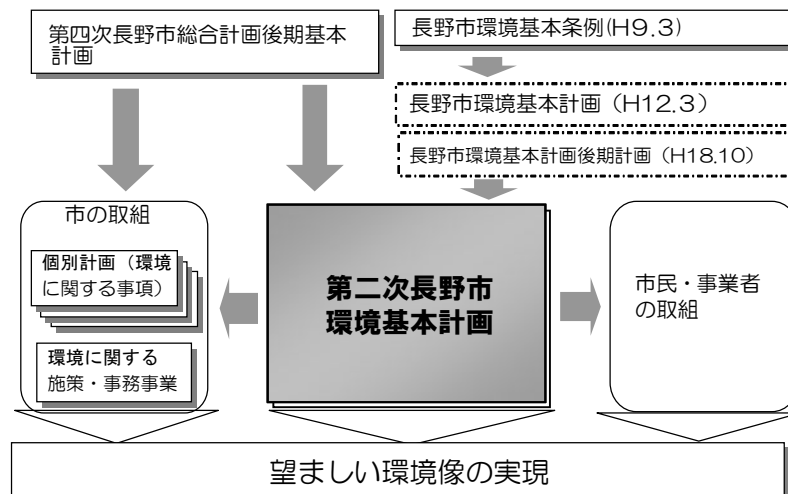 第四次長野市総合計画後期基本
計画
長野市環境基本条例(H9.3)
長野市環境基本計画（H12.3）
長野市環境基本計画後期計画（H18.10）
市の取組
個別計画（環境
に関する事項）
環境に関する
施策・事務事業
第二次長野市
環境基本計画
市民・事業者
の取組
望ましい環境像の実現